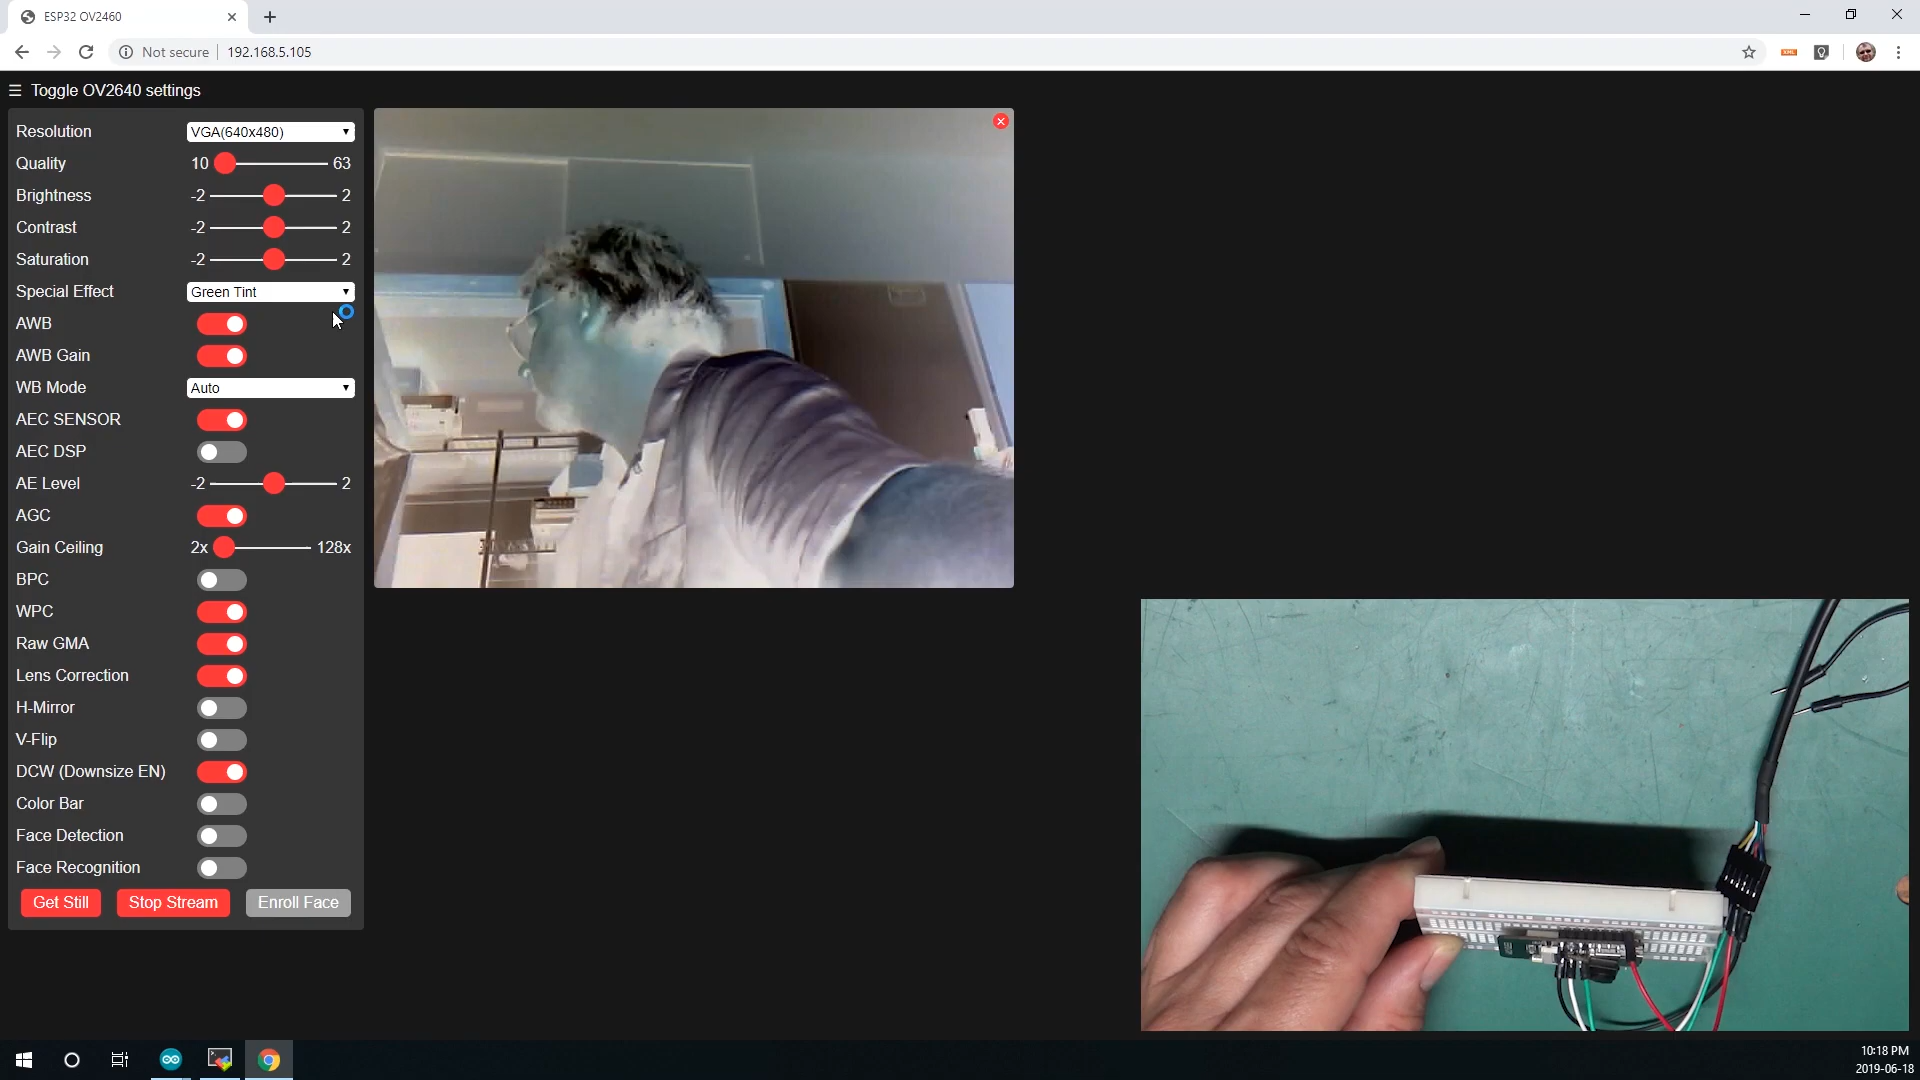 ESP32 OV2460
Not secure 192.168.5.105
XML
Toggle OV2640 settings
Resolution VGA(640x480)
Quality 10 63
Brightness -2 2
Contrast -2 2
Saturation -2 2
Special Effect Green Tint
AWB
AWB Gain
WB Mode Auto
AEC SENSOR
AEC DSP
AE Level -2 2
AGC
Gain Ceiling 2x 128x
BPC
WPC
Raw GMA
Lens Correction
H-Mirror
V-Flip
DCW (Downsize EN)
Color Bar
Face Detection
Face Recognition
Get Still Stop Stream Enroll Face
10:18 PM
2019-06-18